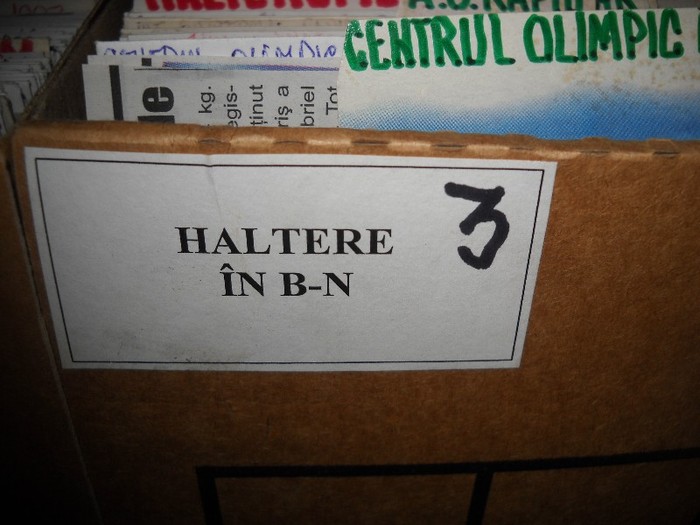 CENTRUL OLIMPIC
kg.
egis-
ținut
riș a
briel
Tot
HALTERE
ÎN B-N
3